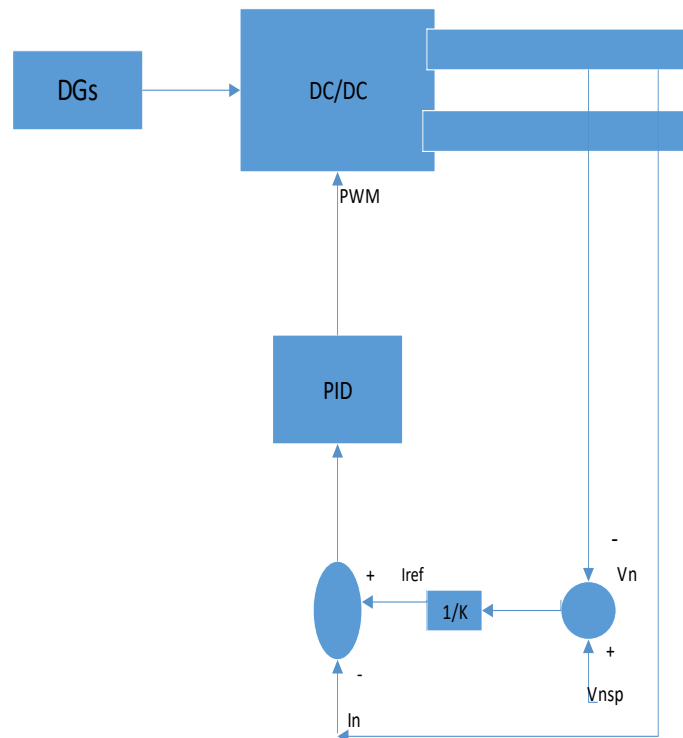 DGs
DC/DC
PWM
PID
-
Vn
+
Iref
1/K
+
-
Vnsp
In